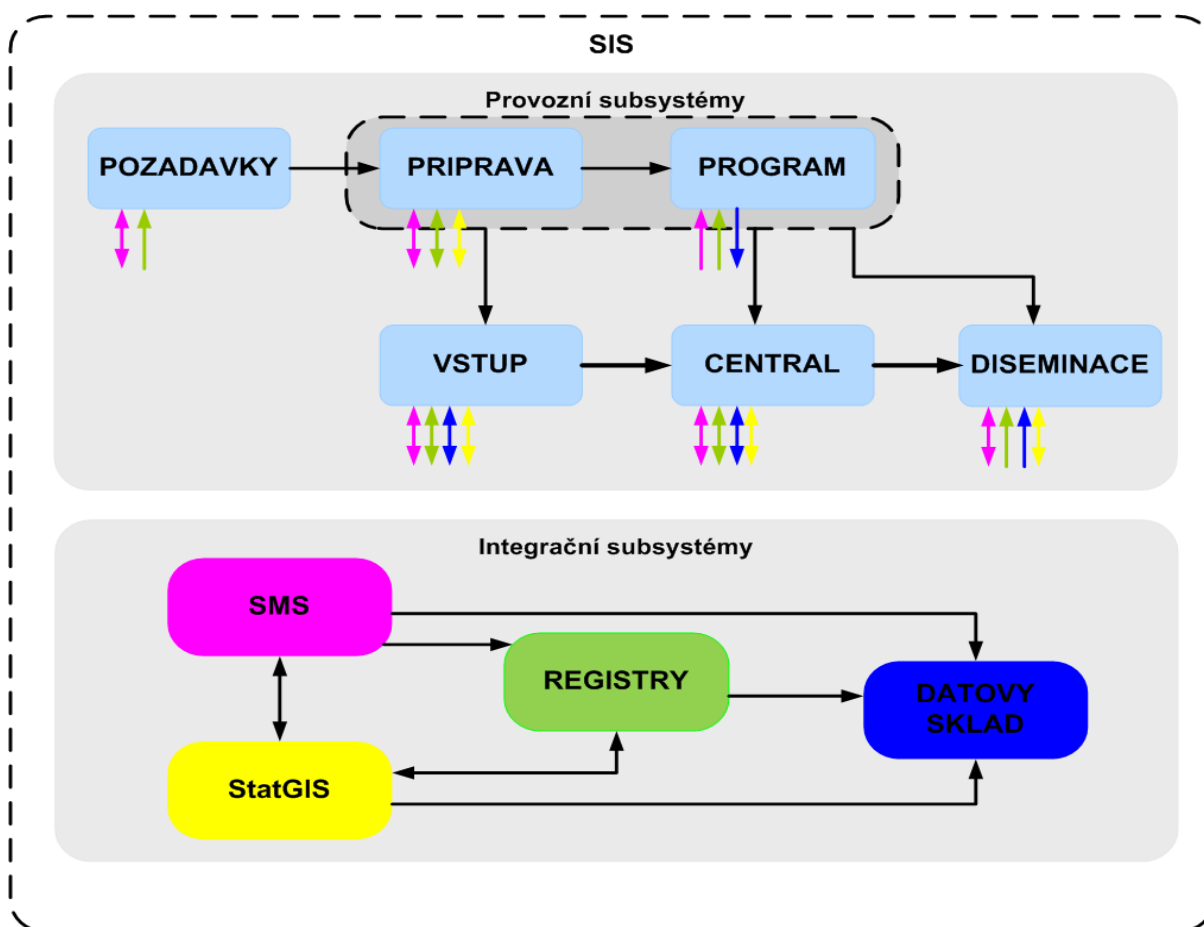 SIS
Provozní subsystémy
POZADAVKY
PRIPRAVA
PROGRAM
VSTUP
CENTRAL
DISEMINACE
Integrační subsystémy
SMS
REGISTRY
DATOVY
SKLAD
StatGIS